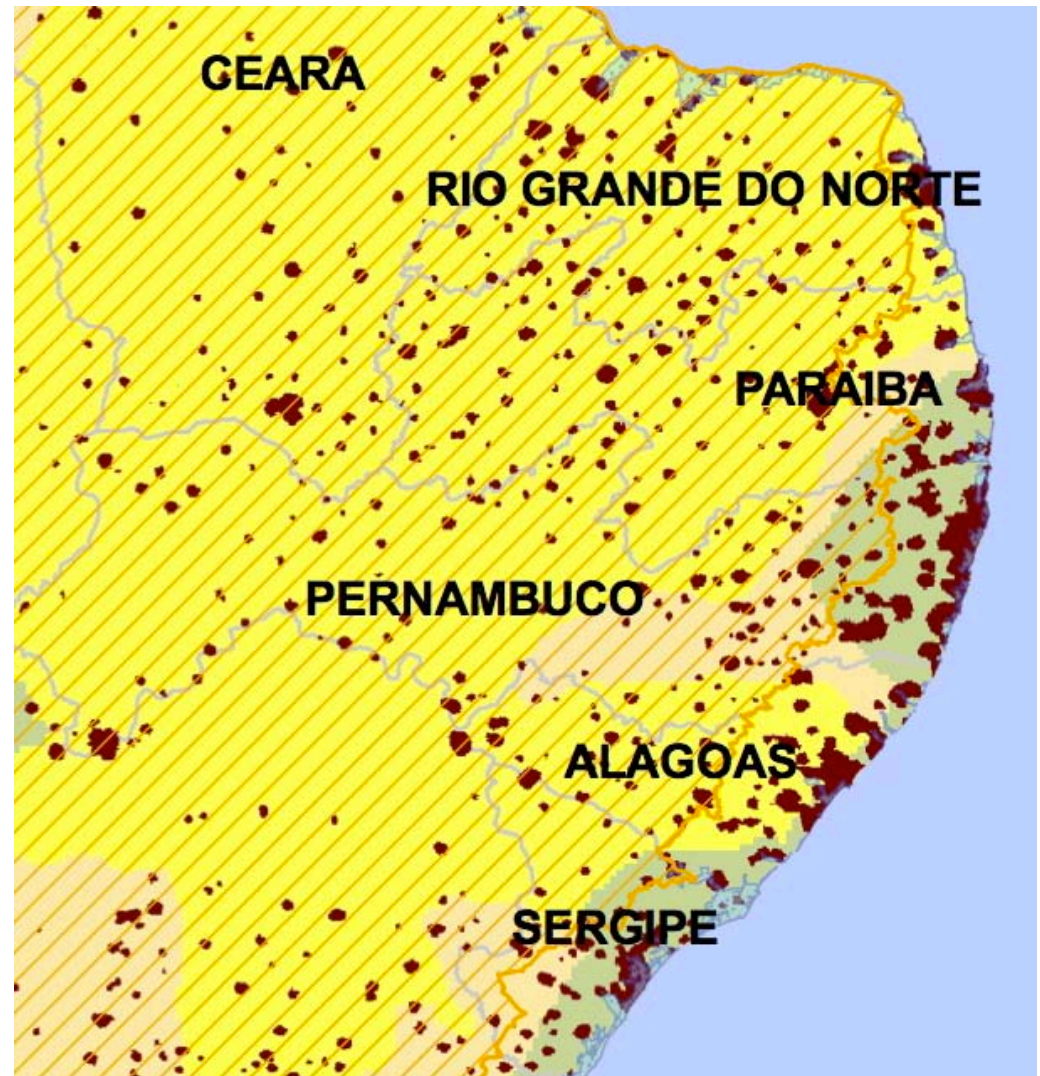 CEARA
RIO GRANDE DO NORTE
PARAIBA
PERNAMBUCO
ALAGOAS
SERGIPE